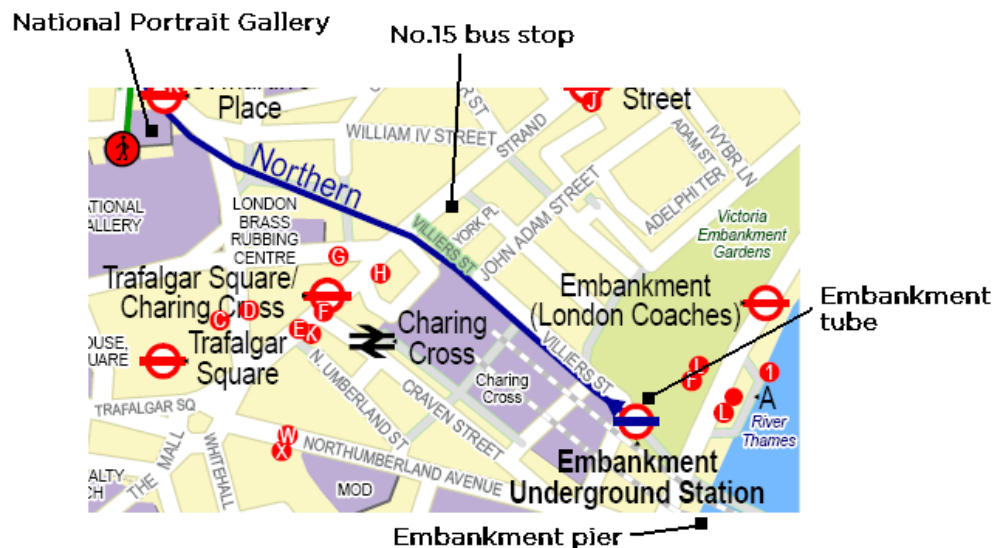 National Portrait Gallery
No.15 bus stop
Place
Street
WILLIAM IV STREET
STRAND
ADAM ST
IVYBR LN
ADELPHI TER
JOHN ADAM STREET
YORK PL
VILLIERS ST
Northern
LONDON
BRASS
RUBBING
CENTRE
GALLERY
Victoria
Embankment
Gardens
J
G
H
Trafalgar Square/
Charing Cross
F
C
D
E
K
Trafalgar
Square
Charing
Cross
Charing
Cross
Embankment
(London Coaches)
Embankment
tube
VILLIERS ST
N. UMBERLAND ST
CRAVEN STREET
TRAFALGAR SQ
THE MALL
WHITEHALL
W
X
NORTHUMBERLAND AVENUE
MOD
F
L
1
A
River
Thames
Embankment
Underground Station
Embankment pier